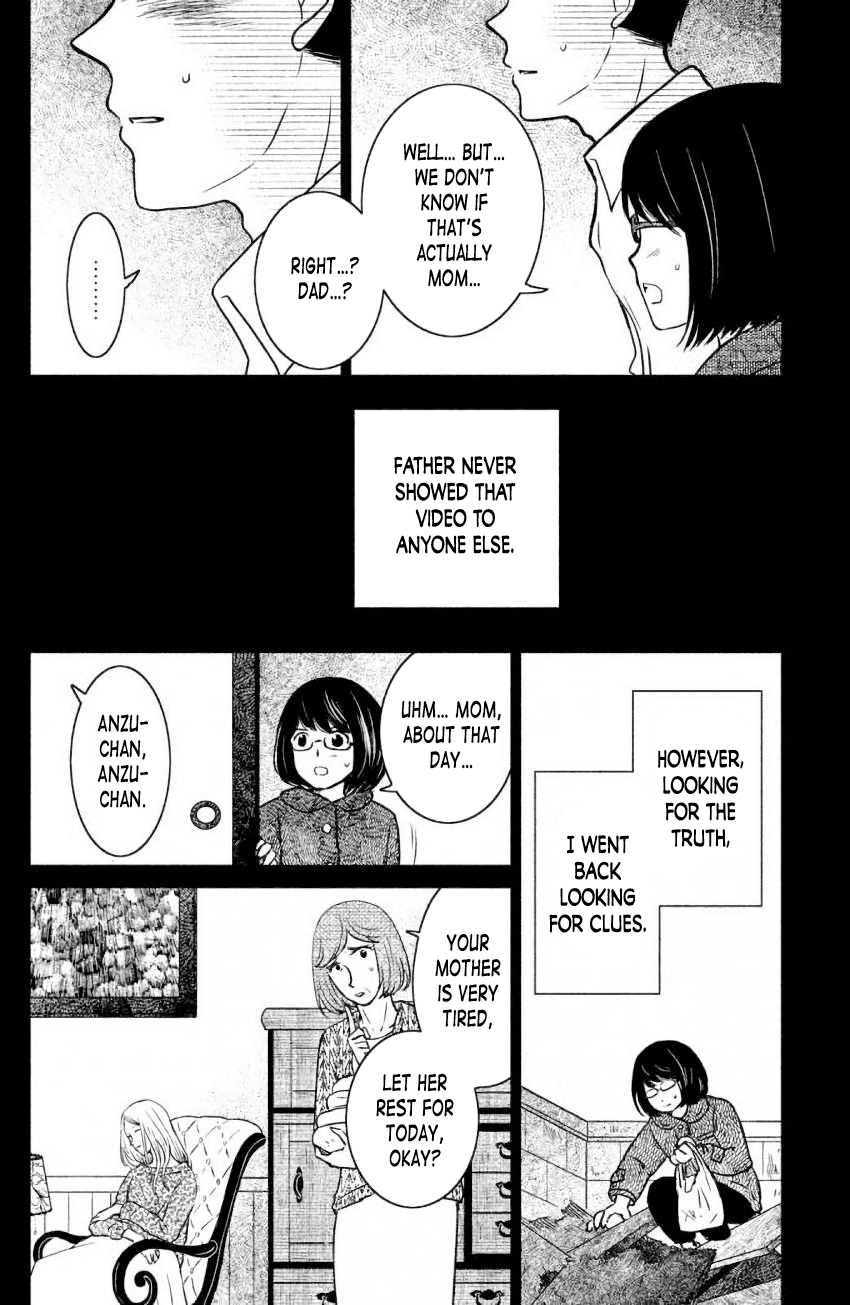 WELL... BUT...
WE DON'T
KNOW IF
THAT'S
ACTUALLY
MOM...
RIGHT...?
DAD...?
.........
FATHER NEVER
SHOWED THAT
VIDEO TO
ANYONE ELSE.
HOWEVER,
LOOKING
FOR THE
TRUTH,
I WENT
BACK
LOOKING
FOR CLUES.
UHM... MOM,
ABOUT THAT
DAY...
ANZU-
CHAN,
ANZU-
CHAN.
YOUR
MOTHER
IS VERY
TIRED,
LET HER
REST FOR
TODAY,
OKAY?